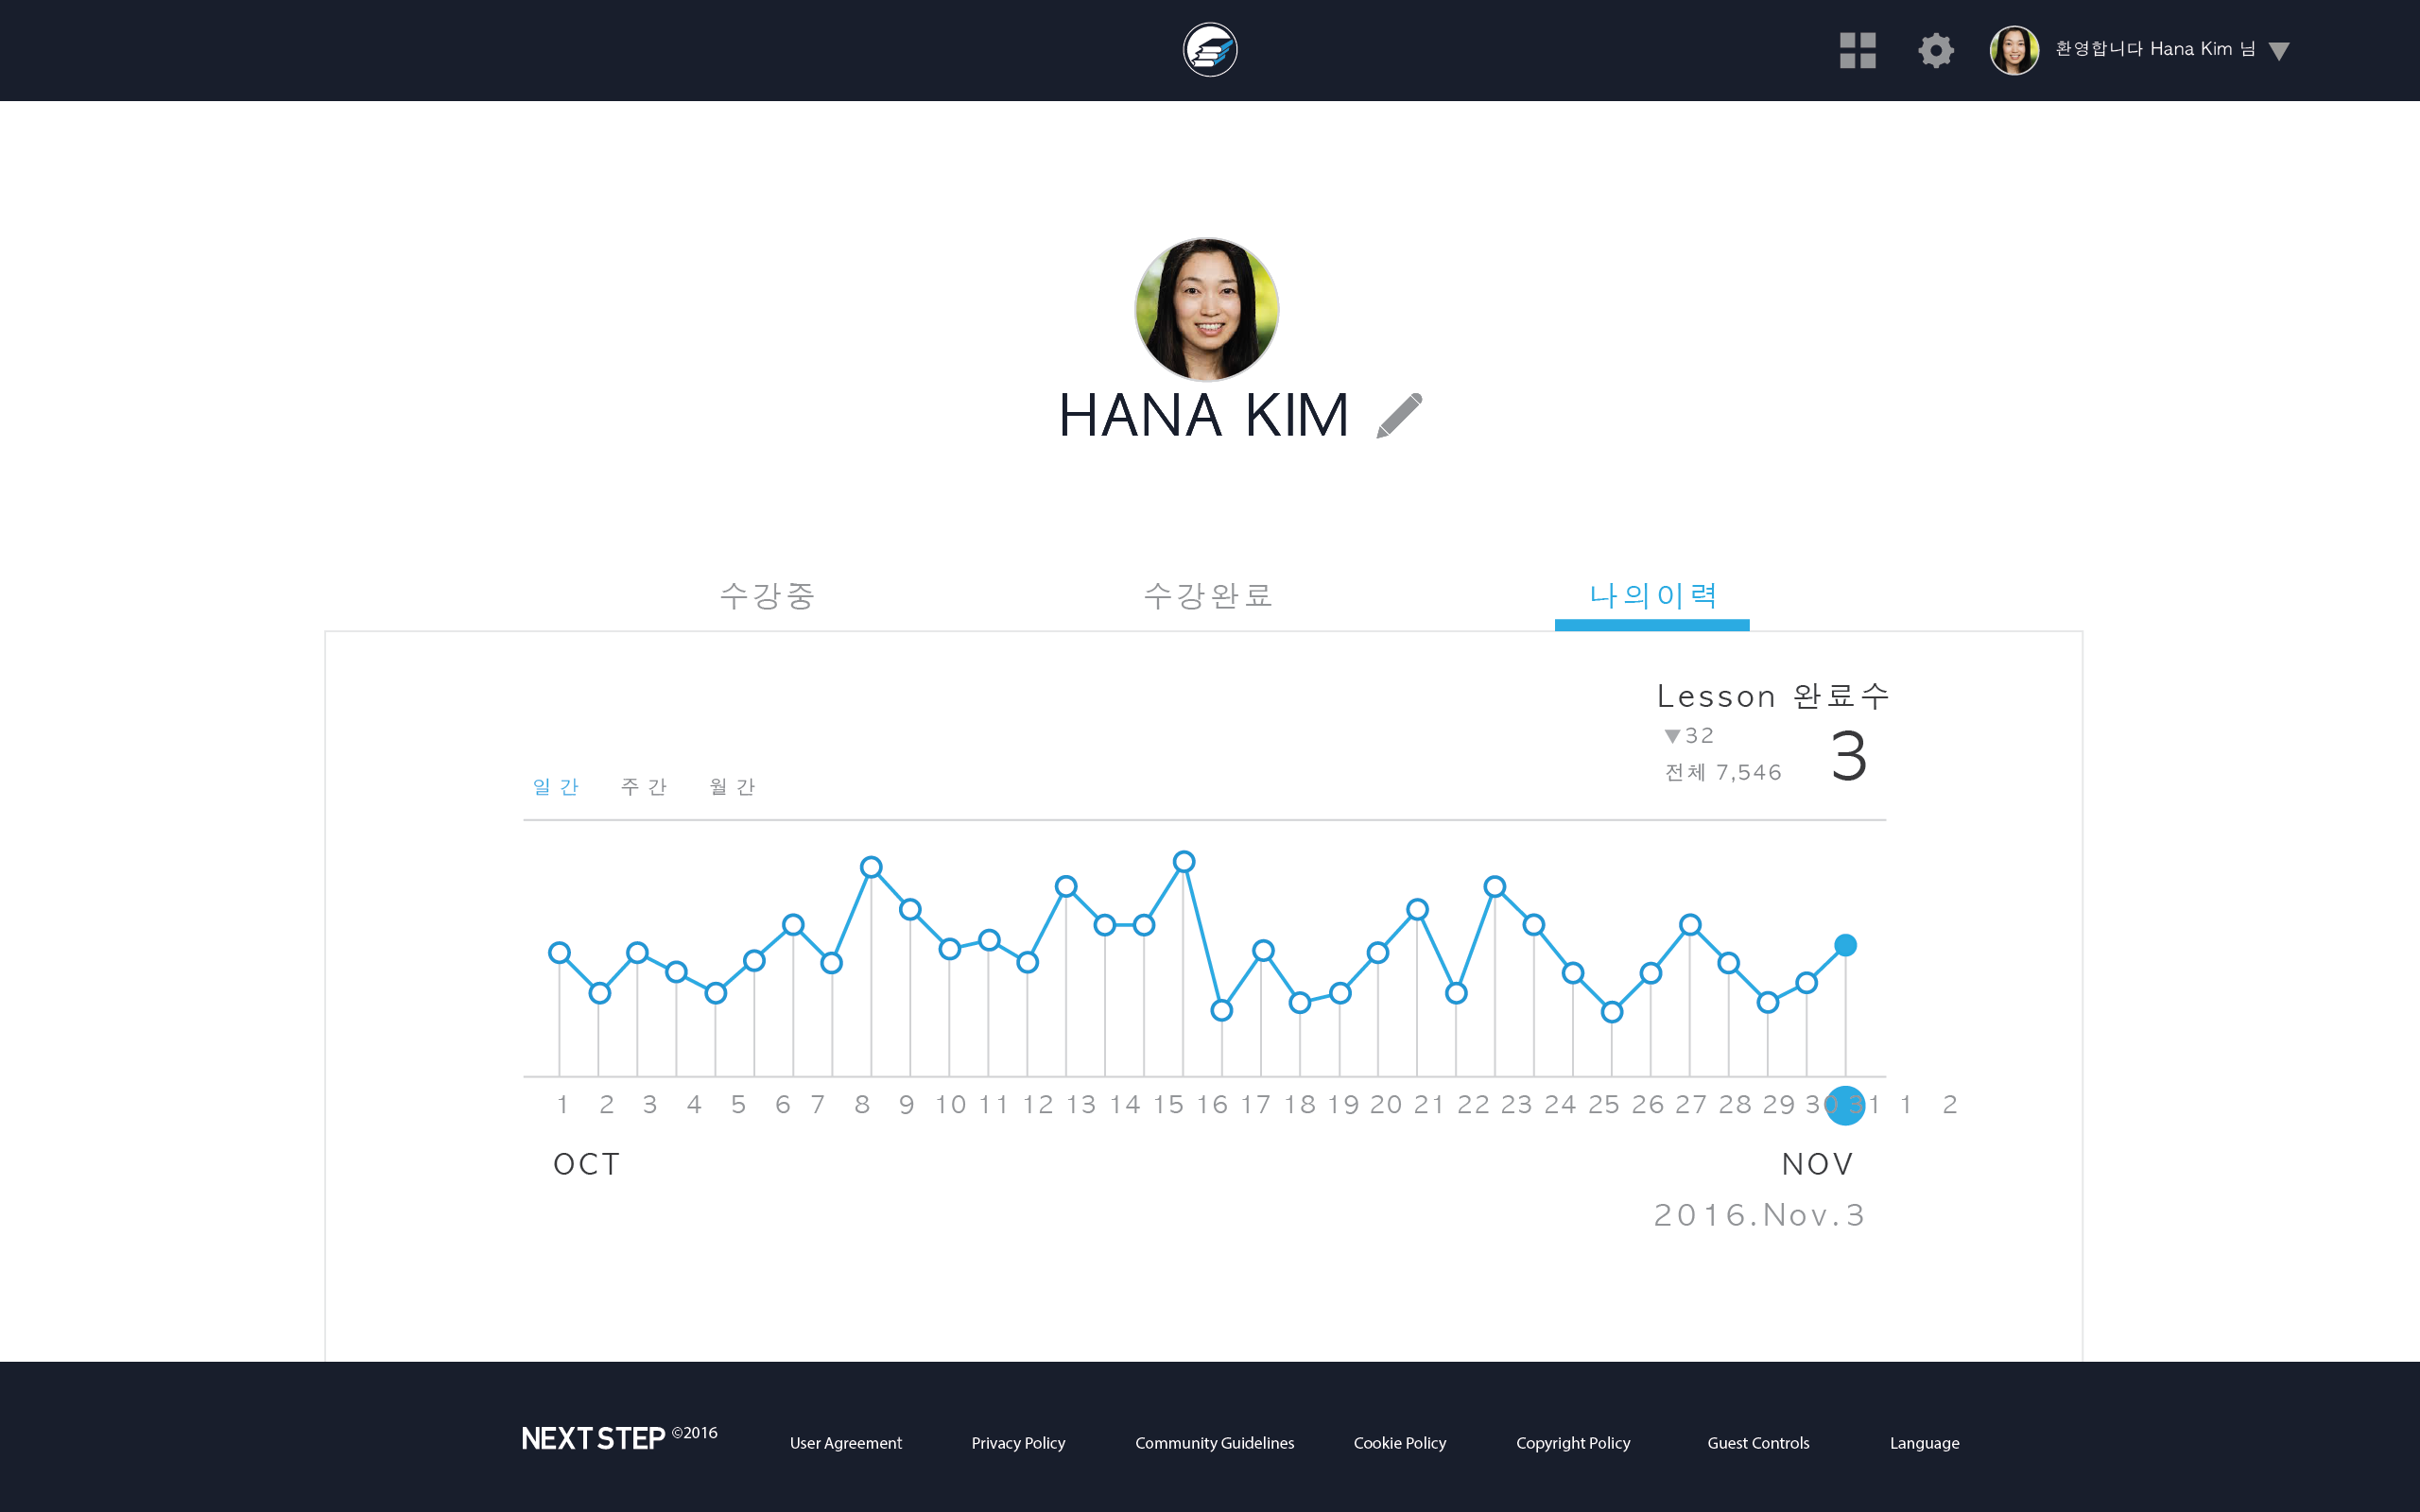 환영합니다 Hana Kim 님
HANA KIM
수강중 수강완료 나의이력
Lesson 완료수
▼32
3
전체 7,546
일간 주간 월간
1 2 3 4 5 6 7 8 9 10 11 12 13 14 15 16 17 18 19 20 21 22 23 24 25 26 27 28 29 30 31 1 2
OCT NOV
2016.Nov.3
NEXT STEP ©2016 User Agreement Privacy Policy Community Guidelines Cookie Policy Copyright Policy Guest Controls Language